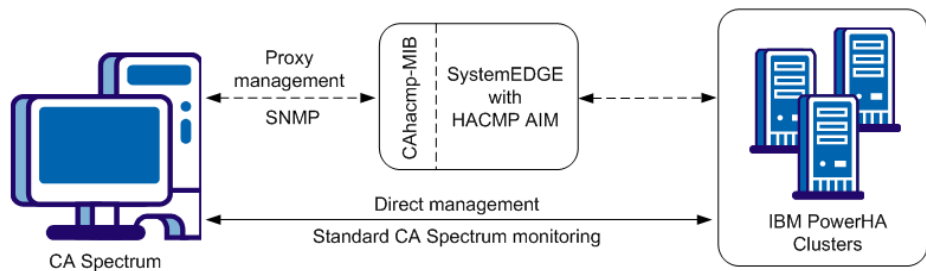 Proxy
management
SNMP
CAhacmp-MIB
SystemEDGE
with
HACMP AIM
Direct management
Standard CA Spectrum monitoring
CA Spectrum
IBM PowerHA
Clusters